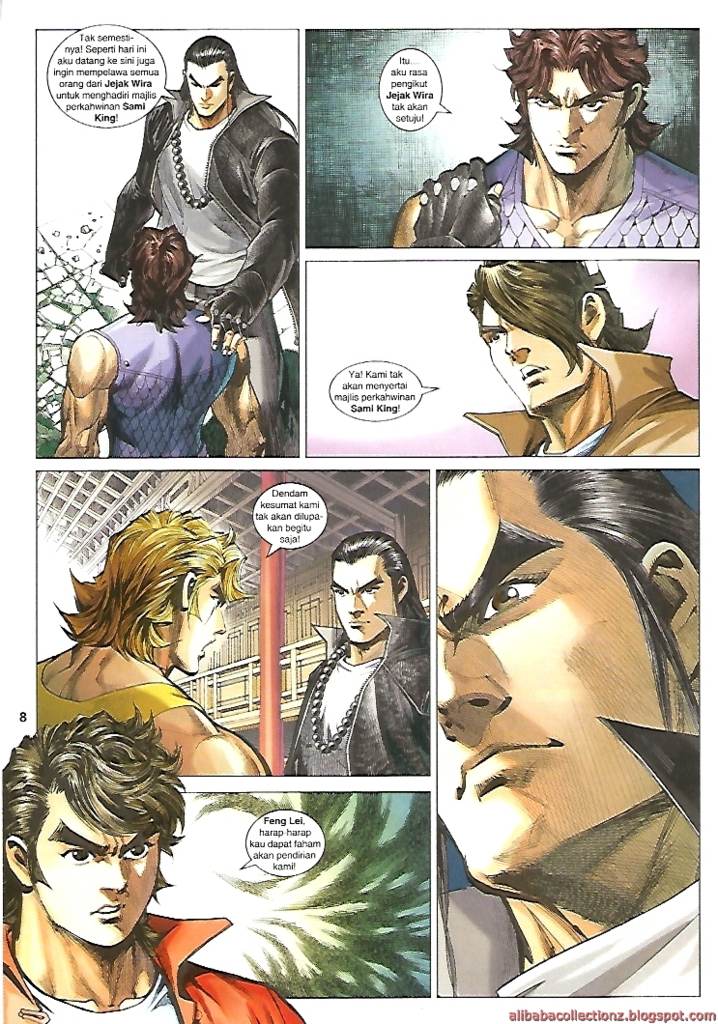 Tak semesti-
nya! Seperti hari ini
aku datang ke sini juga
ingin mempelawa semua
orang dari Jejak Wira
untuk menghadiri majlis
perkahwinan Sami
King!
Itu...
aku rasa
pengikut
Jejak Wira
tak akan
setuju!
Ya! Kami tak
akan menyertai
majlis perkahwinan
Sami King!
Dendam
kesumat kami
tak akan dilupa-
kan begitu
saja!
Feng Lei,
harap-harap
kau dapat faham
akan pendirian
kami!
8
alibabacollectionz.blogspot.com